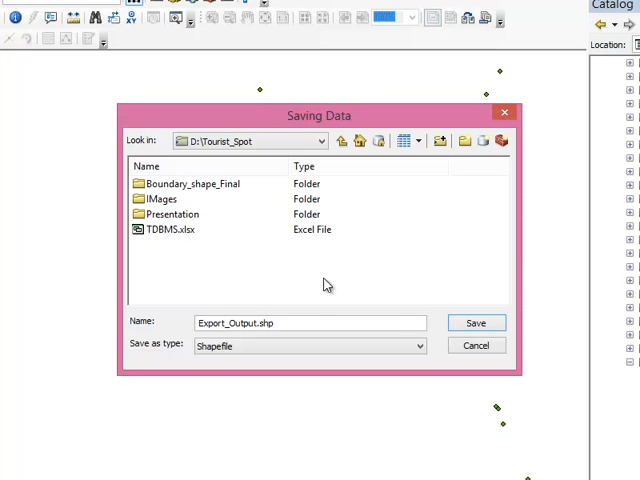 Catalog
Location:
Saving Data
Look in: D:\Tourist_Spot
Name Type
Boundary_shape_Final Folder
IMages Folder
Presentation Folder
TDBMS.xlsx Excel File
Name: Export_Output.shp Save
Save as type: Shapefile Cancel